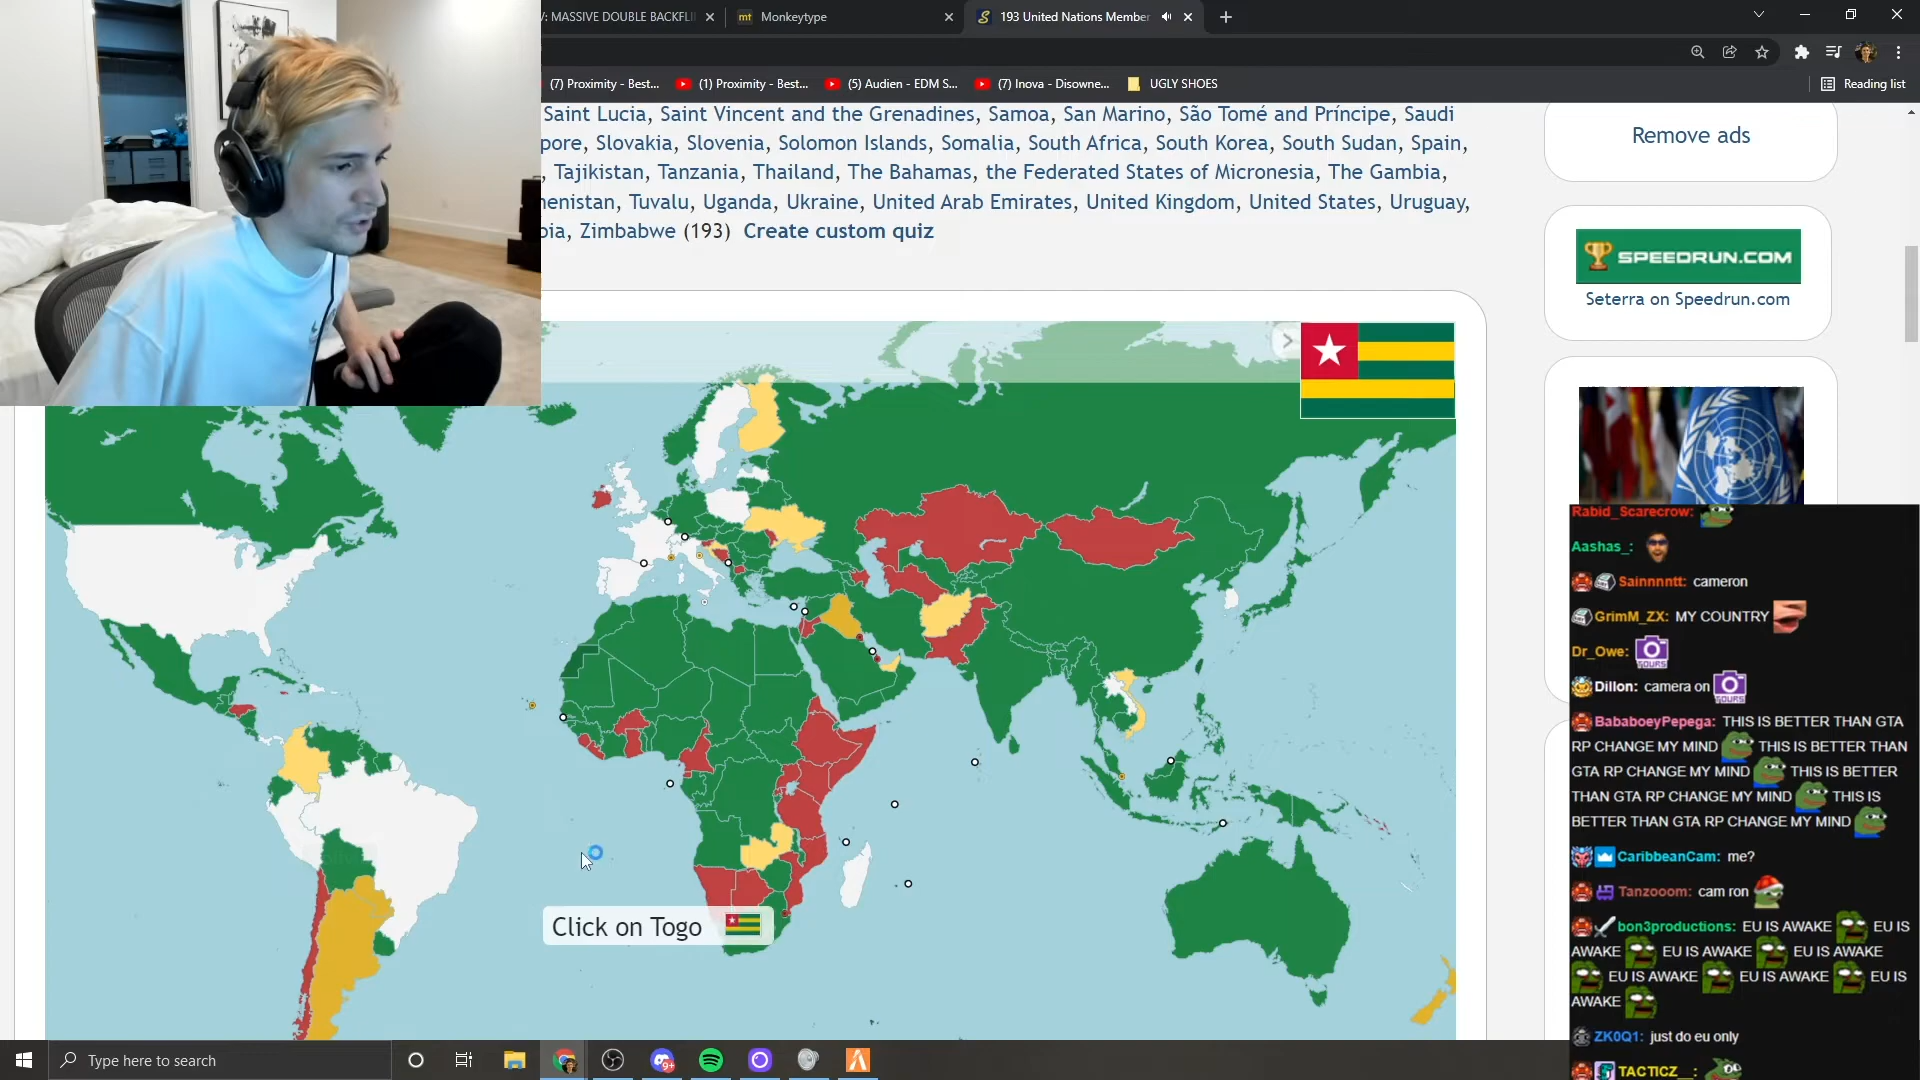 /: MASSIVE DOUBLE BACKFLI
mt Monkeytype
193 United Nations Member
(7) Proximity - Best...
(1) Proximity - Best...
(5) Audien - EDM S...
(7) Inova - Disowne...
UGLY SHOES
Reading list
Saint Lucia, Saint Vincent and the Grenadines, Samoa, San Marino, São Tomé and Príncipe, Saudi
pore, Slovakia, Slovenia, Solomon Islands, Somalia, South Africa, South Korea, South Sudan, Spain,
, Tajikistan, Tanzania, Thailand, The Bahamas, the Federated States of Micronesia, The Gambia,
menistan, Tuvalu, Uganda, Ukraine, United Arab Emirates, United Kingdom, United States, Uruguay,
bia, Zimbabwe (193) Create custom quiz
Remove ads
SPEEDRUN.COM
Seterra on Speedrun.com
Click on Togo
Rabid_Scarecrow:
Aashas_:
Sainnnntt: cameron
GrimM_ZX: MY COUNTRY
Dr_Owe: TOURS
Dillon: camera on TOURS
BababoeyPepega: THIS IS BETTER THAN GTA
RP CHANGE MY MIND THIS IS BETTER THAN
GTA RP CHANGE MY MIND THIS IS BETTER
THAN GTA RP CHANGE MY MIND THIS IS
BETTER THAN GTA RP CHANGE MY MIND
CaribbeanCam: me?
Tanzooom: cam ron
bon3productions: EU IS AWAKE EU IS
AWAKE EU IS AWAKE EU IS AWAKE
EU IS AWAKE EU IS AWAKE EU IS
AWAKE
ZK0Q1: just do eu only
TACTICZ__:
Type here to search
9+